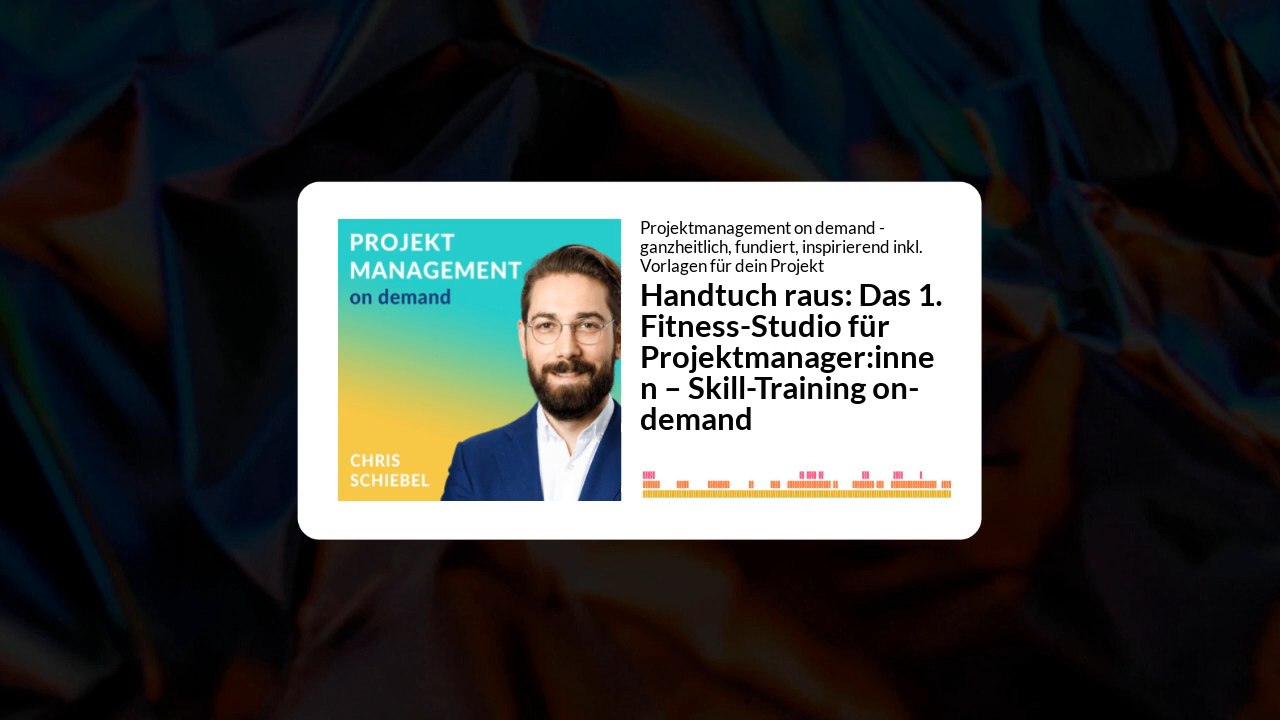 PROJEKT
MANAGEMENT
on demand
CHRIS
SCHIEBEL
Projektmanagement on demand -
ganzheitlich, fundiert, inspirierend inkl.
Vorlagen für dein Projekt
Handtuch raus: Das 1.
Fitness-Studio für
Projektmanager:inne
n – Skill-Training on-
demand